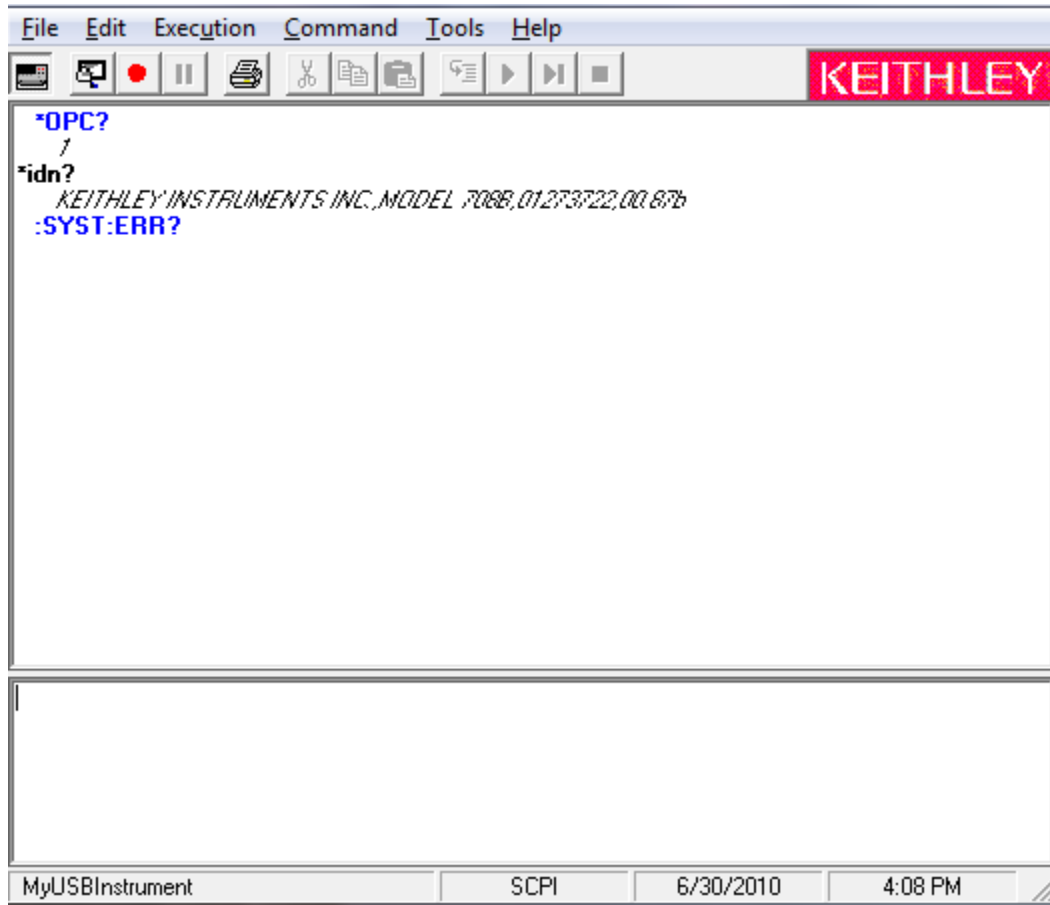 File Edit Execution Command Tools Help
KEITHLEY
*OPC?
1
*idn?
KEITHLEY INSTRUMENTS INC.,MODEL 708B,01273722,00.87b
:SYST:ERR?
MyUSBInstrument SCPI 6/30/2010 4:08 PM